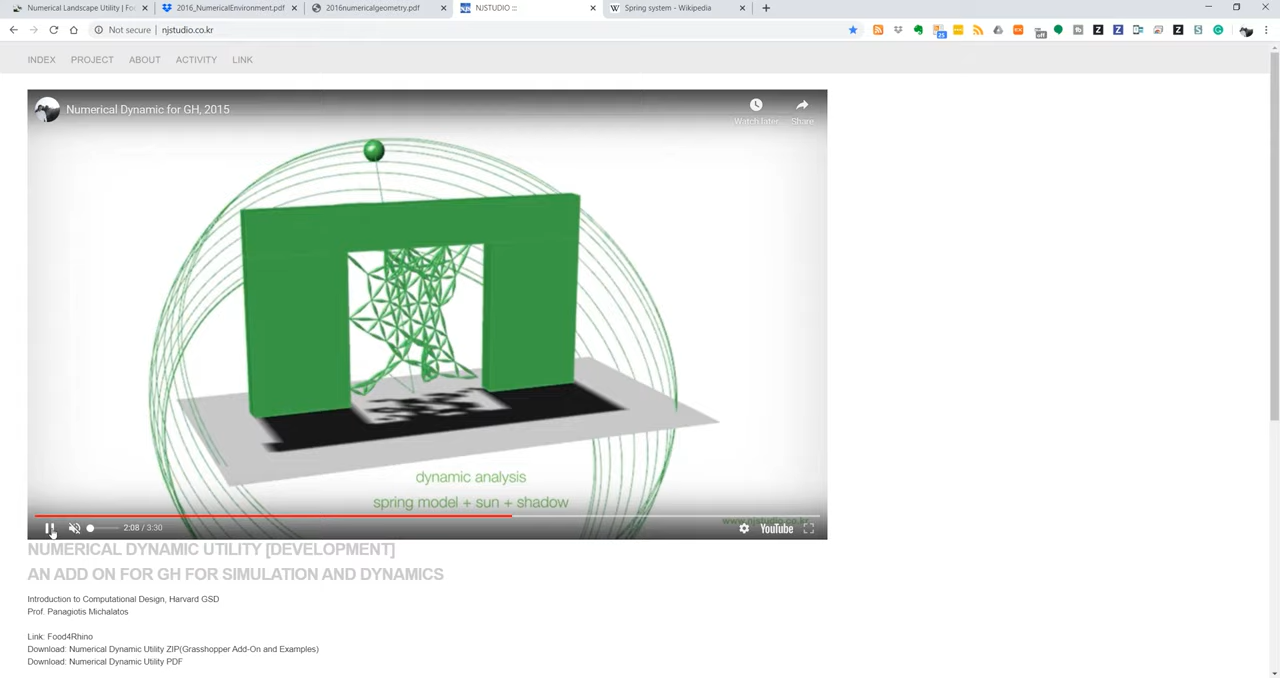 Numerical Landscape Utility | Fo
2016_NumericalEnvironment.pdf
2016numericalgeometry.pdf
NJSTUDIO ::
Spring system - Wikipedia
Not secure | njstudio.co.kr
INDEX PROJECT ABOUT ACTIVITY LINK
Numerical Dynamic for GH, 2015
Watch later Share
dynamic analysis
spring model + sun + shadow
www.njstudio.co.kr
2:08 / 3:30
YouTube
NUMERICAL DYNAMIC UTILITY [DEVELOPMENT]
AN ADD ON FOR GH FOR SIMULATION AND DYNAMICS
Introduction to Computational Design, Harvard GSD
Prof. Panagiotis Michalatos
Link: Food4Rhino
Download: Numerical Dynamic Utility ZIP(Grasshopper Add-On and Examples)
Download: Numerical Dynamic Utility PDF